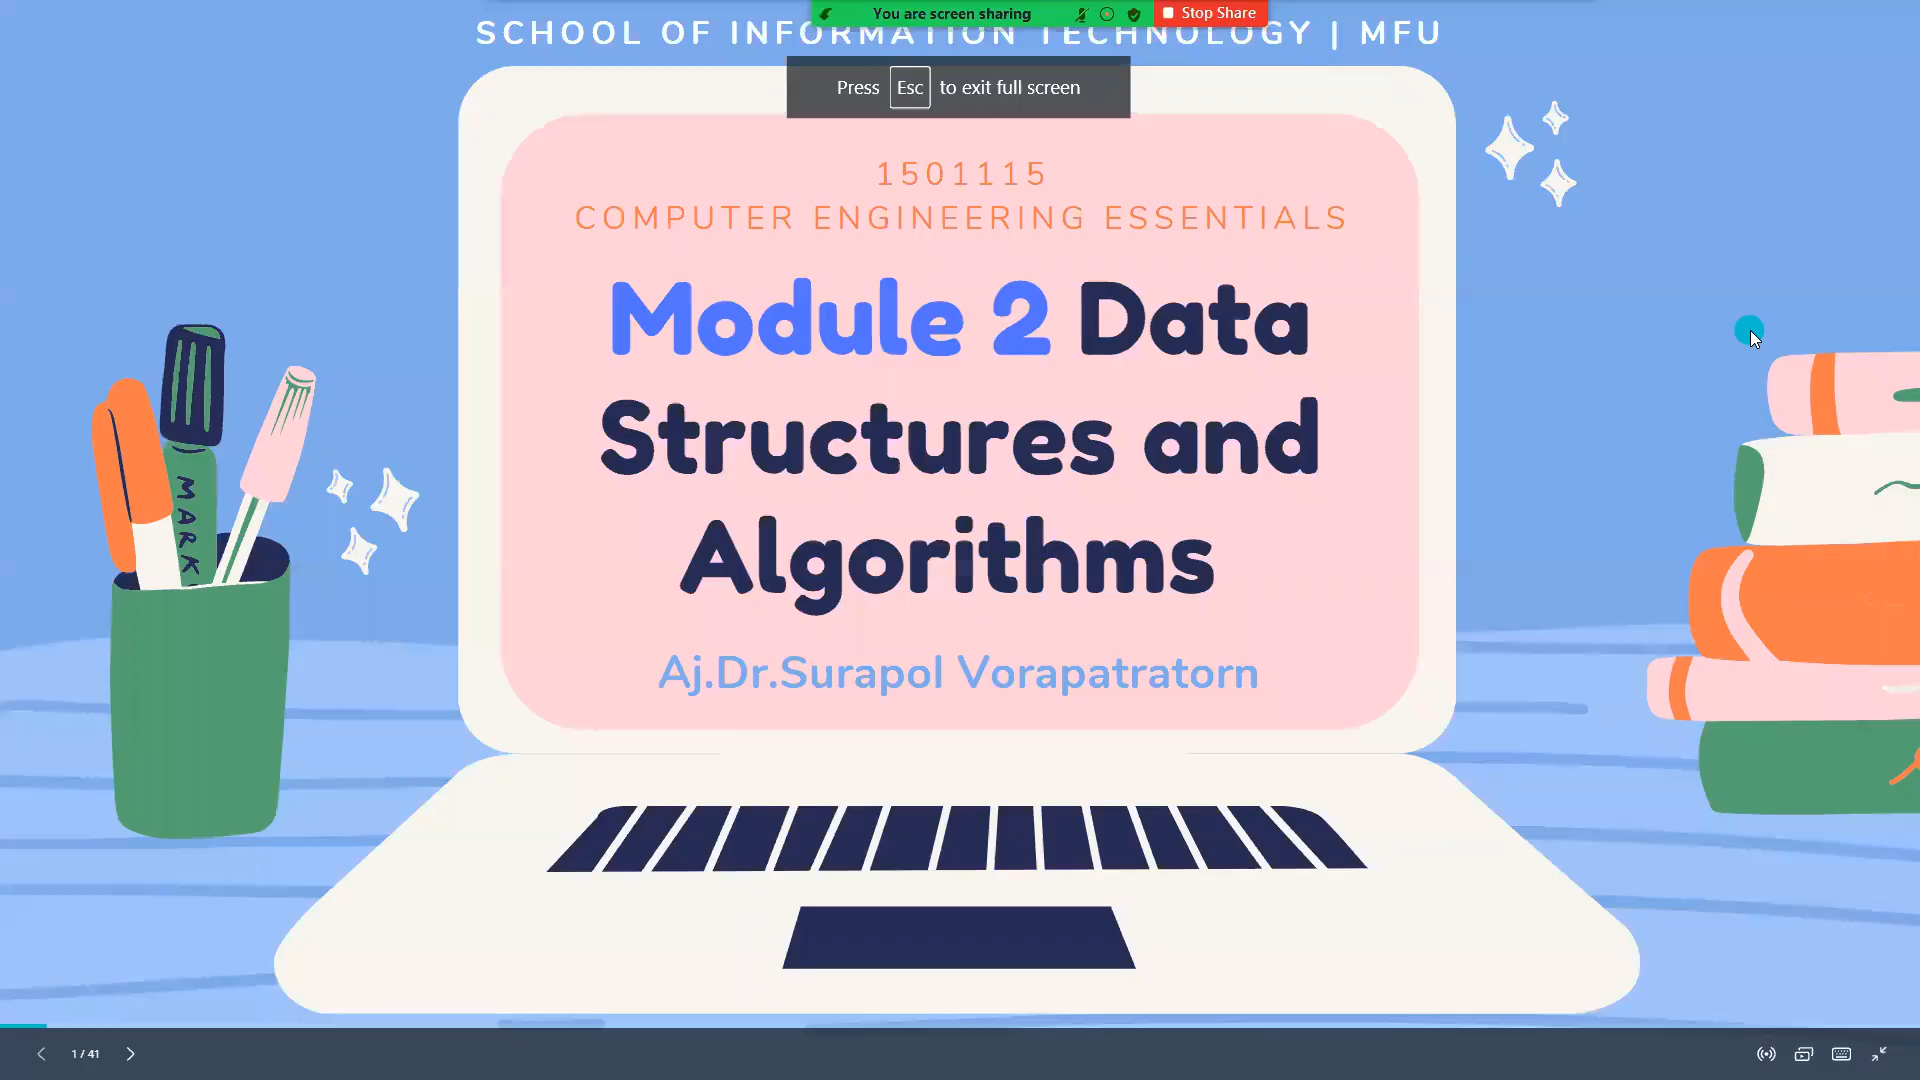 You are screen sharing Stop Share
SCHOOL OF INFORMATION TECHNOLOGY | MFU
Press Esc to exit full screen
1501115
COMPUTER ENGINEERING ESSENTIALS
Module 2 Data
Structures and
Algorithms
Aj.Dr.Surapol Vorapatratorn
MARK
1 / 41